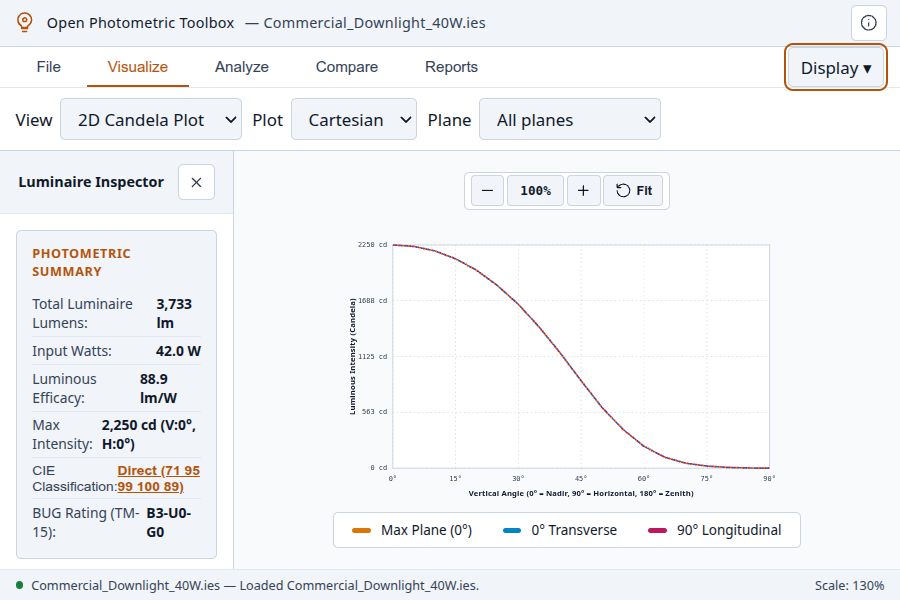 Open Photometric Toolbox — Commercial_Downlight_40W.ies
File Visualize Analyze Compare Reports Display ▾
View 2D Candela Plot Plot Cartesian Plane All planes
Luminaire Inspector
100% Fit
PHOTOMETRIC
SUMMARY
Total Luminaire 3,733
Lumens: lm
Input Watts: 42.0 W
Luminous 88.9
Efficacy: lm/W
Max 2,250 cd (V:0°,
Intensity: H:0°)
CIE Direct (71 95
Classification: 99 100 89)
BUG Rating (TM- B3-U0-
15): G0
Luminous Intensity (Candela)
2250 cd
1688 cd
1125 cd
563 cd
0 cd
0° 15° 30° 45° 60° 75° 90°
Vertical Angle (0° = Nadir, 90° = Horizontal, 180° = Zenith)
Max Plane (0°) 0° Transverse 90° Longitudinal
Commercial_Downlight_40W.ies — Loaded Commercial_Downlight_40W.ies. Scale: 130%